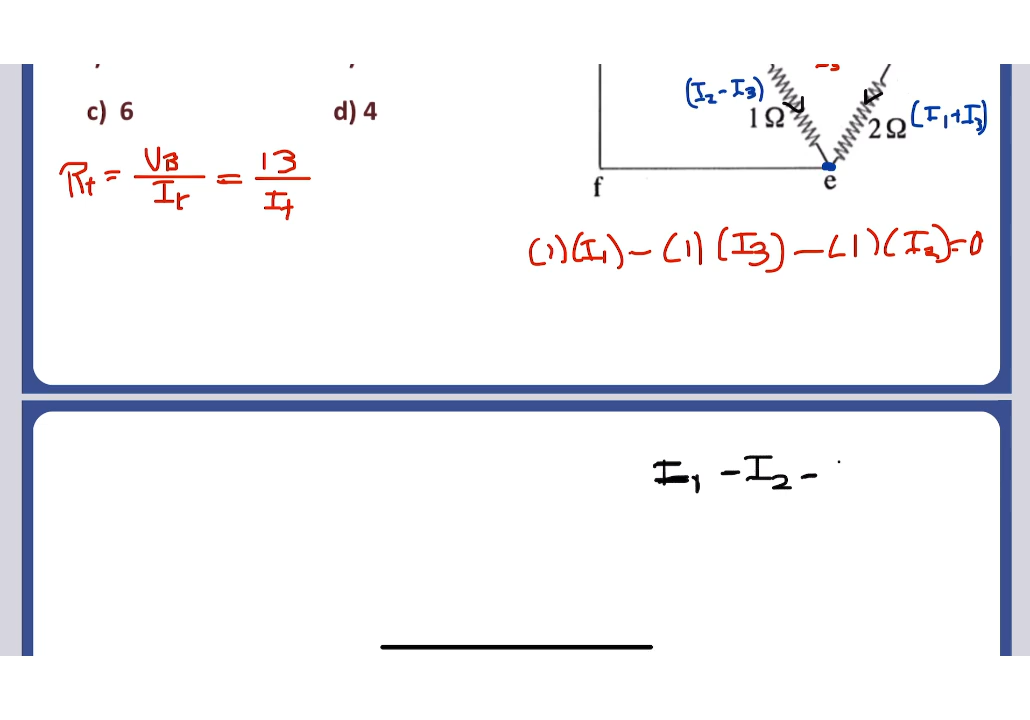 (I₂-I₃)
1Ω
2Ω (I₁+I₃)
c) 6
d) 4
Rt = VB/It = 13/It
f
e
(1)(I₁)-(1)(I3)-(1)(I₂)=0
I₁ -I₂ -